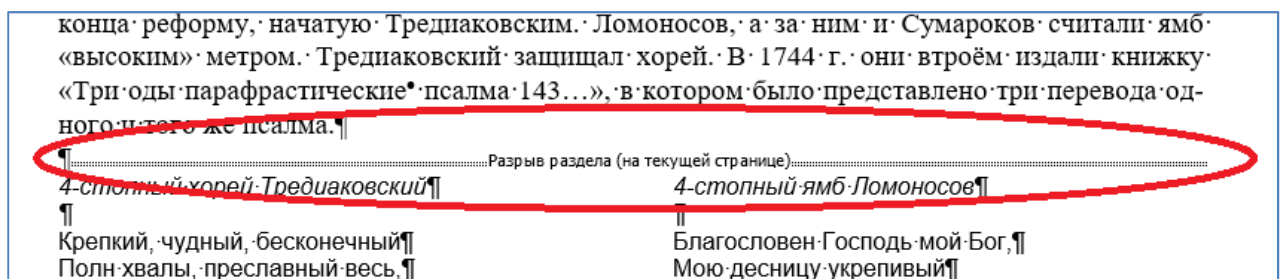 конца реформу, начатую Тредиаковским. Ломоносов, а за ним и Сумароков считали ямб
«высоким» метром. Тредиаковский защищал хорей. В 1744 г. они втроём издали книжку
«Три оды парафрастические• псалма 143...», в котором было представлено три перевода од-
ного и того же псалма.¶
¶ Разрыв раздела (на текущей странице)
4-стопный хорей Тредиаковский¶ 4-стопный ямб Ломоносов¶
¶ ¶
Крепкий, чудный, бесконечный¶ Благословен Господь мой Бог,¶
Полн хвалы, преславный весь,¶ Мою десницу укрепивый¶